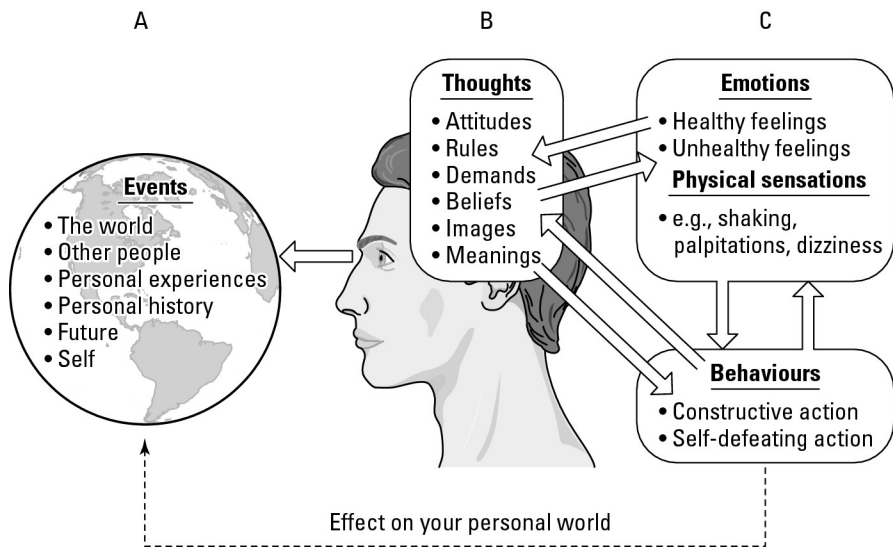 A
B
C
Events
• The world
• Other people
• Personal experiences
• Personal history
• Future
• Self
Thoughts
• Attitudes
• Rules
• Demands
• Beliefs
• Images
• Meanings
Emotions
• Healthy feelings
• Unhealthy feelings
Physical sensations
• e.g., shaking,
palpitations, dizziness
Behaviours
• Constructive action
• Self-defeating action
Effect on your personal world